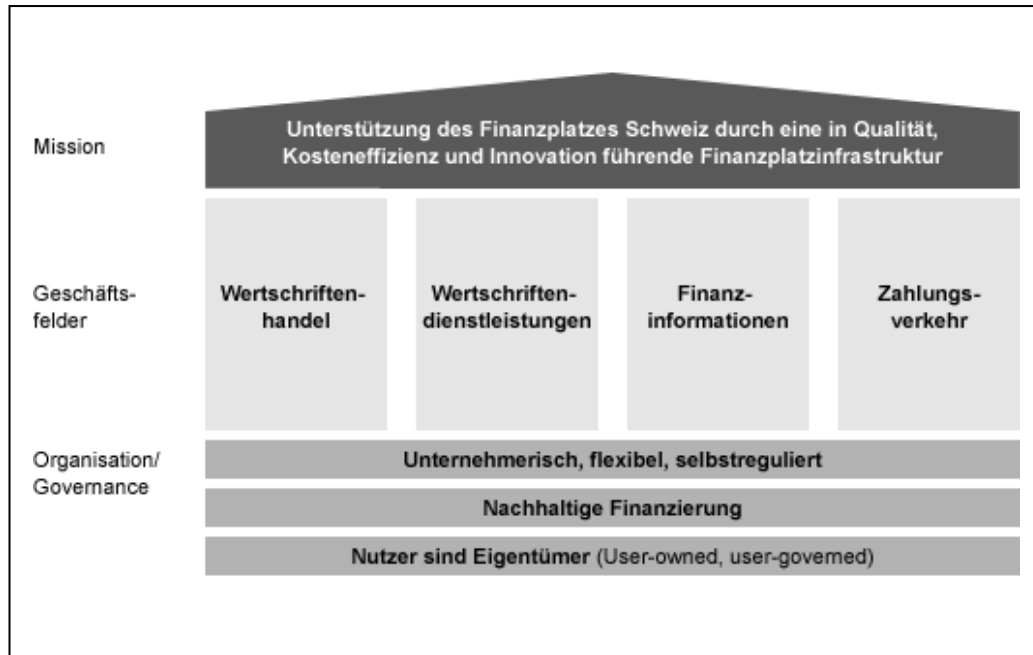 Mission
Unterstützung des Finanzplatzes Schweiz durch eine in Qualität,
Kosteneffizienz und Innovation führende Finanzplatzinfrastruktur
Geschäfts-
felder
Wertschriften-
handel
Wertschriften-
dienstleistungen
Finanz-
informationen
Zahlungs-
verkehr
Organisation/
Governance
Unternehmerisch, flexibel, selbstreguliert
Nachhaltige Finanzierung
Nutzer sind Eigentümer (User-owned, user-governed)